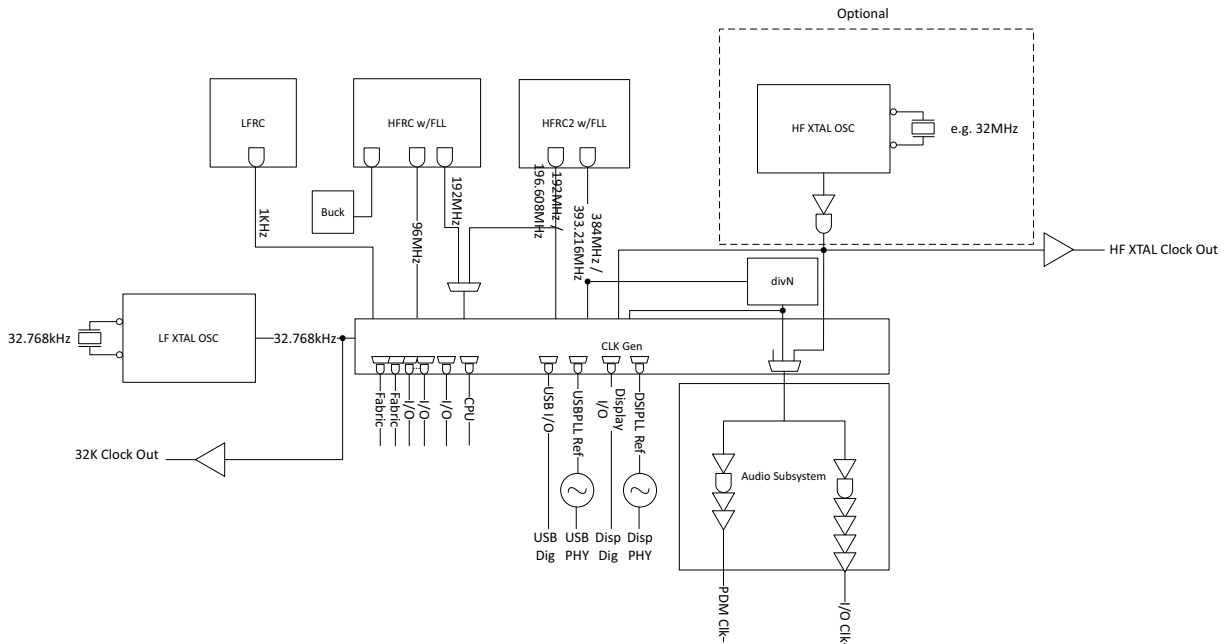 Optional
LFRC
HFRC w/FLL
HFRC2 w/FLL
HF XTAL OSC
e.g. 32MHz
Buck
1KHz
96MHz
192MHz
192MHz /
196.608MHz
384MHz /
393.216MHz
HF XTAL Clock Out
divN
32.768kHz
LF XTAL OSC
32.768kHz
CLK Gen
Fabric
Fabric
I/O
I/O
I/O
CPU
USB I/O
USBPLL Ref
Display
I/O
DSIPLL Ref
32K Clock Out
Audio Subsystem
USB
Dig
USB
PHY
Disp
Dig
Disp
PHY
PDM Clk
I/O Clk